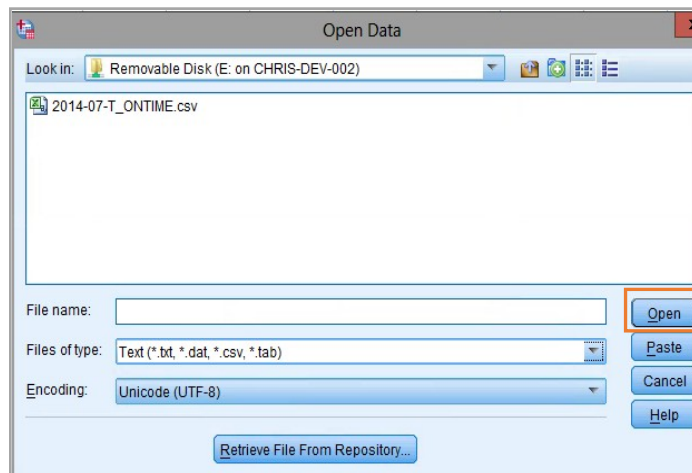 Open Data
Look in: Removable Disk (E: on CHRIS-DEV-002)
2014-07-T_ONTIME.csv
File name:
Open
Files of type: Text (*.txt, *.dat, *.csv, *.tab)
Paste
Encoding: Unicode (UTF-8)
Cancel
Help
Retrieve File From Repository...